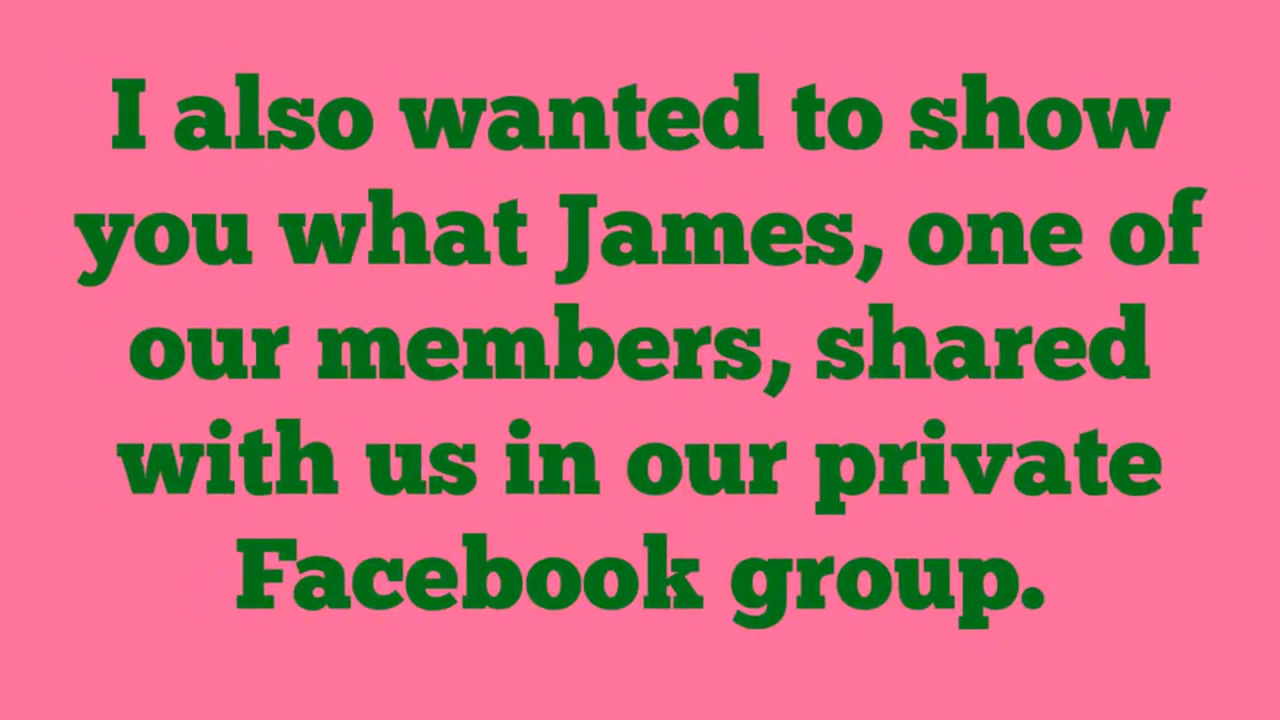 I also wanted to show
you what James, one of
our members, shared
with us in our private
Facebook group.